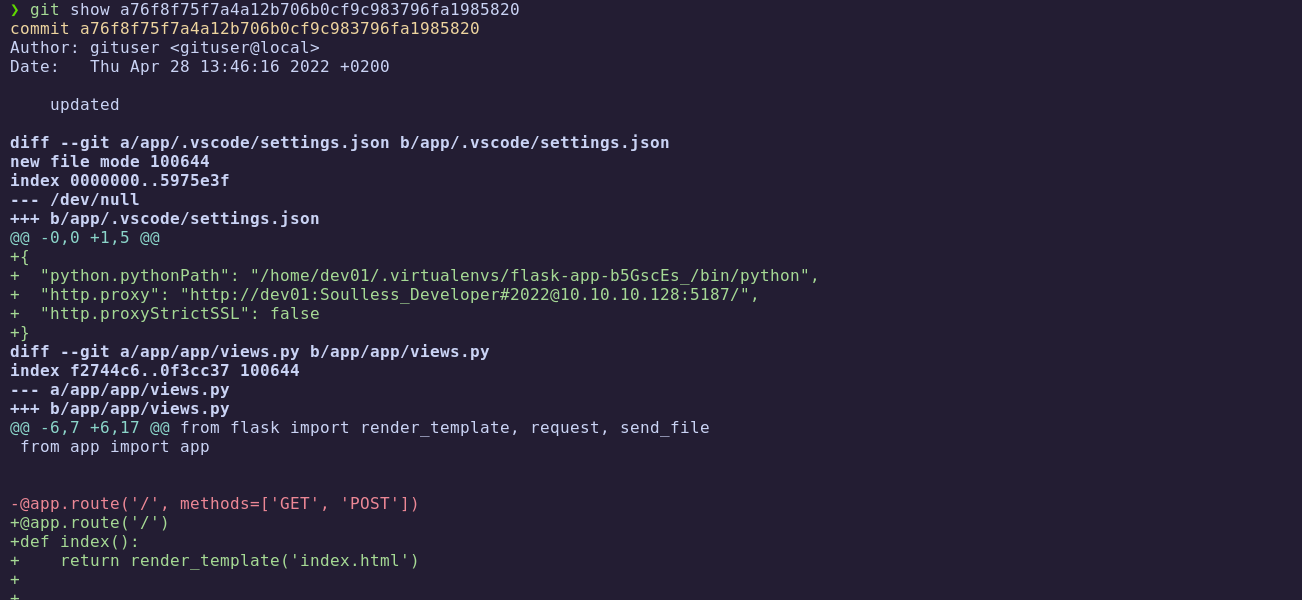 ❯ git show a76f8f75f7a4a12b706b0cf9c983796fa1985820
commit a76f8f75f7a4a12b706b0cf9c983796fa1985820
Author: gituser <gituser@local>
Date:   Thu Apr 28 13:46:16 2022 +0200

    updated

diff --git a/app/.vscode/settings.json b/app/.vscode/settings.json
new file mode 100644
index 0000000..5975e3f
--- /dev/null
+++ b/app/.vscode/settings.json
@@ -0,0 +1,5 @@
+{
+  "python.pythonPath": "/home/dev01/.virtualenvs/flask-app-b5GscEs_/bin/python",
+  "http.proxy": "http://dev01:Soulless_Developer#2022@10.10.10.128:5187/",
+  "http.proxyStrictSSL": false
+}
diff --git a/app/app/views.py b/app/app/views.py
index f2744c6..0f3cc37 100644
--- a/app/app/views.py
+++ b/app/app/views.py
@@ -6,7 +6,17 @@ from flask import render_template, request, send_file
 from app import app


-@app.route('/', methods=['GET', 'POST'])
+@app.route('/')
+def index():
+    return render_template('index.html')
+
+